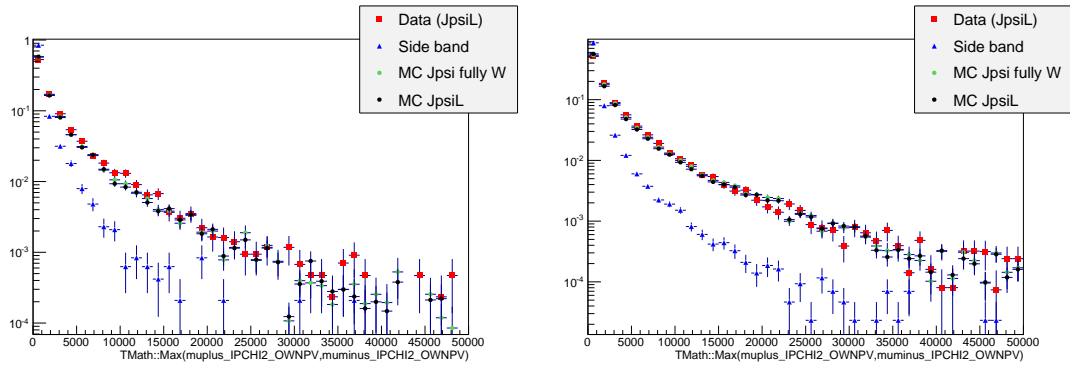 Data (JpsiL)
Side band
MC Jpsi fully W
MC JpsiL
1
10⁻¹
10⁻²
10⁻³
10⁻⁴
0 5000 10000 15000 20000 25000 30000 35000 40000 45000 50000
TMath::Max(muplus_IPCHI2_OWNPV,muminus_IPCHI2_OWNPV)
Data (JpsiL)
Side band
MC Jpsi fully W
MC JpsiL
1
10⁻¹
10⁻²
10⁻³
10⁻⁴
0 5000 10000 15000 20000 25000 30000 35000 40000 45000 50000
TMath::Max(muplus_IPCHI2_OWNPV,muminus_IPCHI2_OWNPV)